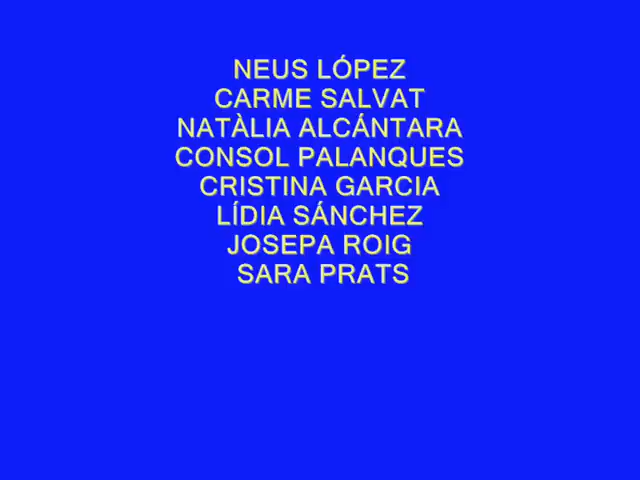 NEUS LÓPEZ
CARME SALVAT
NATÀLIA ALCÁNTARA
CONSOL PALANQUES
CRISTINA GARCIA
LÍDIA SÁNCHEZ
JOSEPA ROIG
SARA PRATS